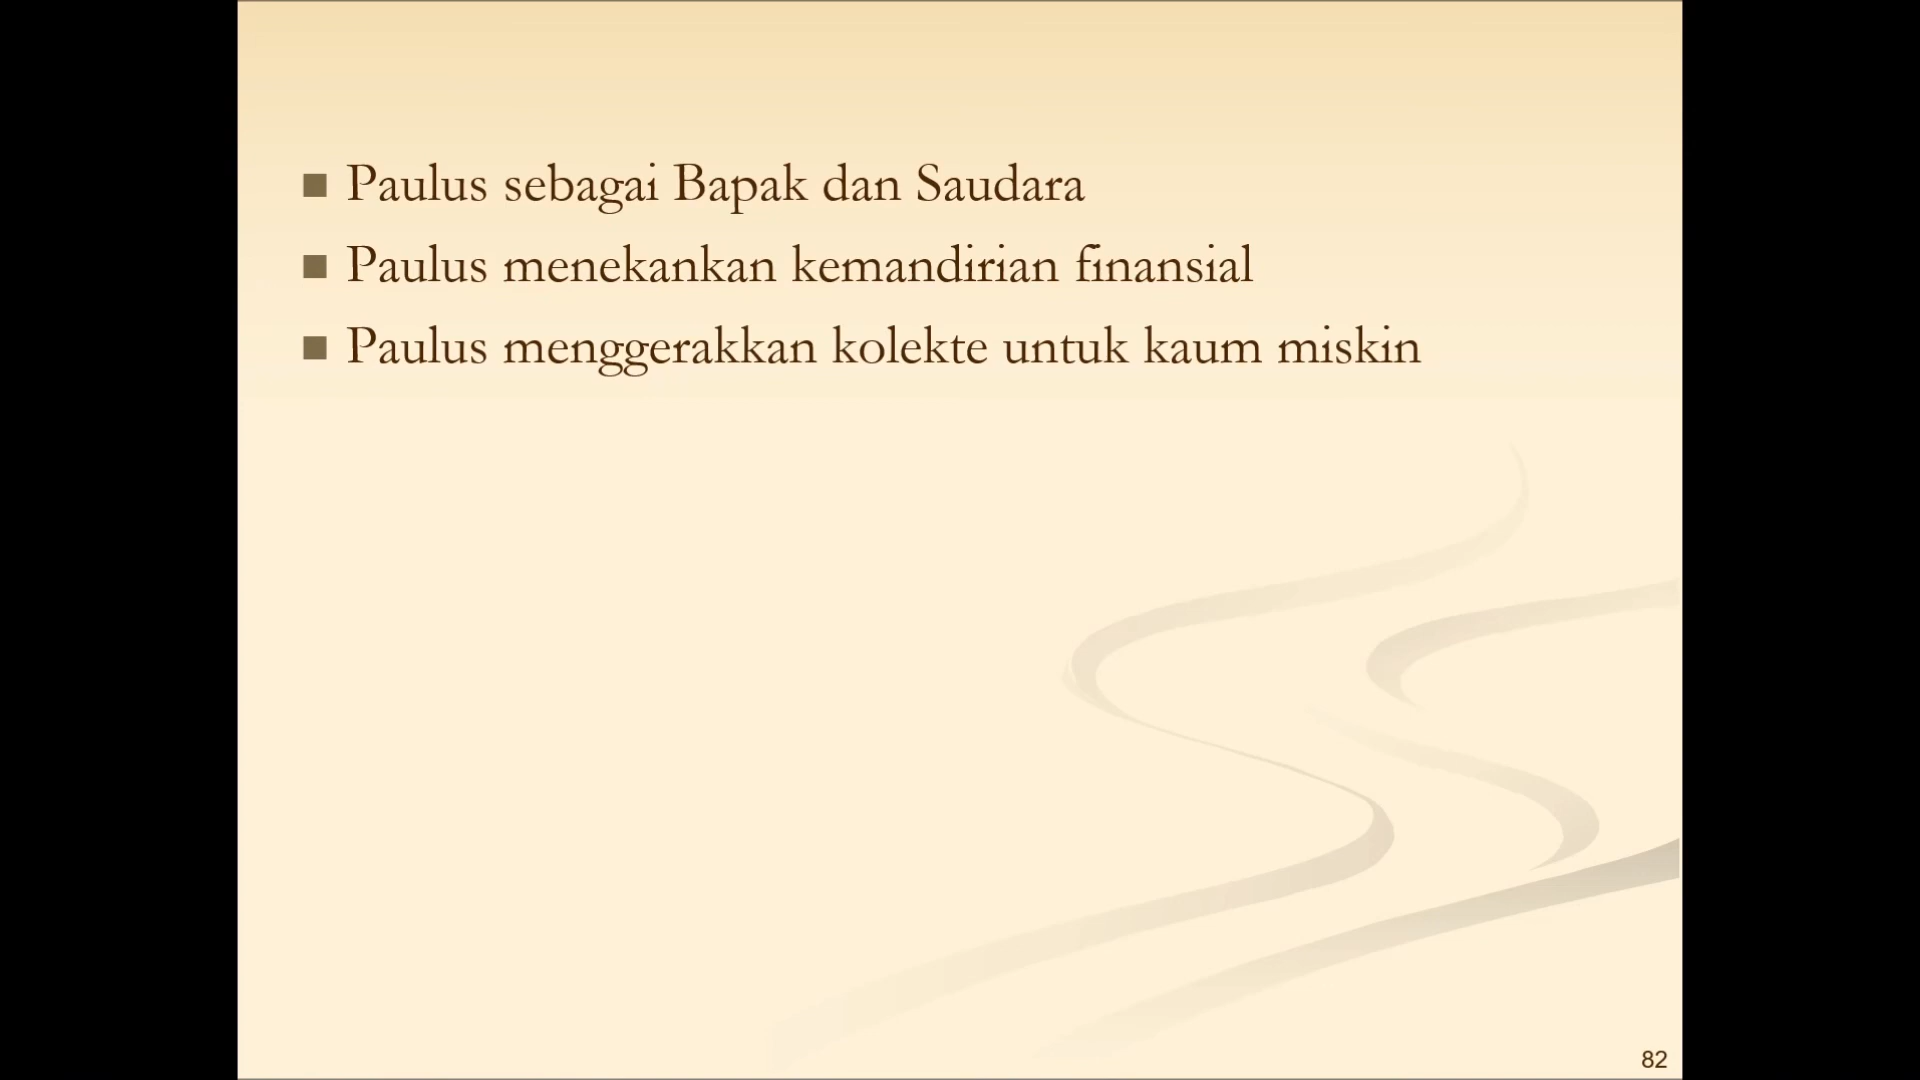 Paulus sebagai Bapak dan Saudara
Paulus menekankan kemandirian finansial
Paulus menggerakkan kolekte untuk kaum miskin
82